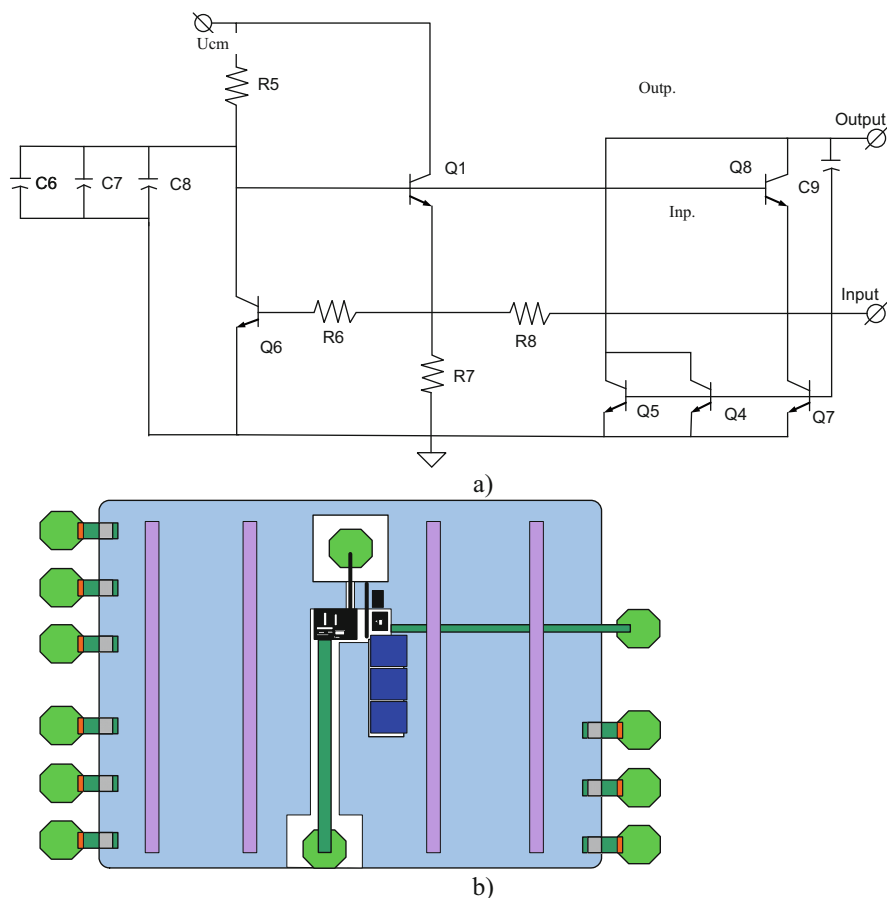 Ucm
R5
Outp.
Output
C6 C7 C8
Q1
Q8
C9
Inp.
Input
Q6
R6
R8
R7
Q5 Q4 Q7
a)
b)